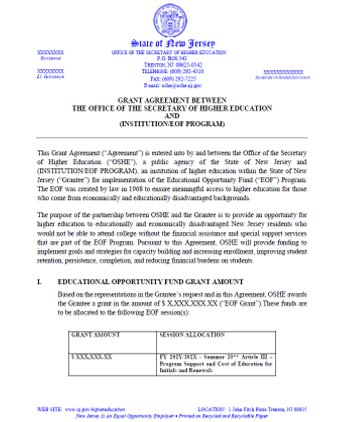 State of New Jersey
OFFICE OF THE SECRETARY OF HIGHER EDUCATION
P.O. BOX 542
TRENTON, NJ 08625-0542
TELEPHONE: (609) 292-4310
FAX (609) 292-7225
E-mail: oshe@oshe.nj.gov
XXXXXXXXX
GOVERNOR
XXXXXXXXX
LT. GOVERNOR
XXXXXXXXXXXXX
SECRETARY OF HIGHER EDUCATION
GRANT AGREEMENT BETWEEN
THE OFFICE OF THE SECRETARY OF HIGHER EDUCATION
AND
(INSTITUTION/EOF PROGRAM)
This Grant Agreement ("Agreement") is entered into by and between the Office of the Secretary
of Higher Education ("OSHE"), a public agency of the State of New Jersey and
(INSTITUTION/EOF PROGRAM), an institution of higher education within the State of New
Jersey ("Grantee") for implementation of the Educational Opportunity Fund ("EOF") Program.
The EOF was created by law in 1968 to ensure meaningful access to higher education for those
who come from economically and educationally disadvantaged backgrounds.
The purpose of the partnership between OSHE and the Grantee is to provide an opportunity for
higher education to educationally and economically disadvantaged New Jersey residents who
would not be able to attend college without the financial assistance and special support services
that are part of the EOF Program. Pursuant to this Agreement, OSHE will provide funding to
implement goals and strategies for capacity building and increasing enrollment, improving student
retention, persistence, completion, and reducing financial burdens on students.
I. EDUCATIONAL OPPORTUNITY FUND GRANT AMOUNT
Based on the representations in the Grantee's request and in this Agreement, OSHE awards
the Grantee a grant in the amount of $ X,XXX,XXX.XX ("EOF Grant").These funds are
to be allocated to the following EOF session(s):
GRANT AMOUNT SESSION ALLOCATION
$ XXX,XXX.XX FY 202Y/202X - Summer 20** Article III –
Program Support and Cost of Education for
Initials and Renewals
WEB SITE: www.nj.gov/highereducation LOCATION: 1 John Fitch Plaza Trenton, NJ 08608
New Jersey Is An Equal Opportunity Employer • Printed on Recycled and Recyclable Paper